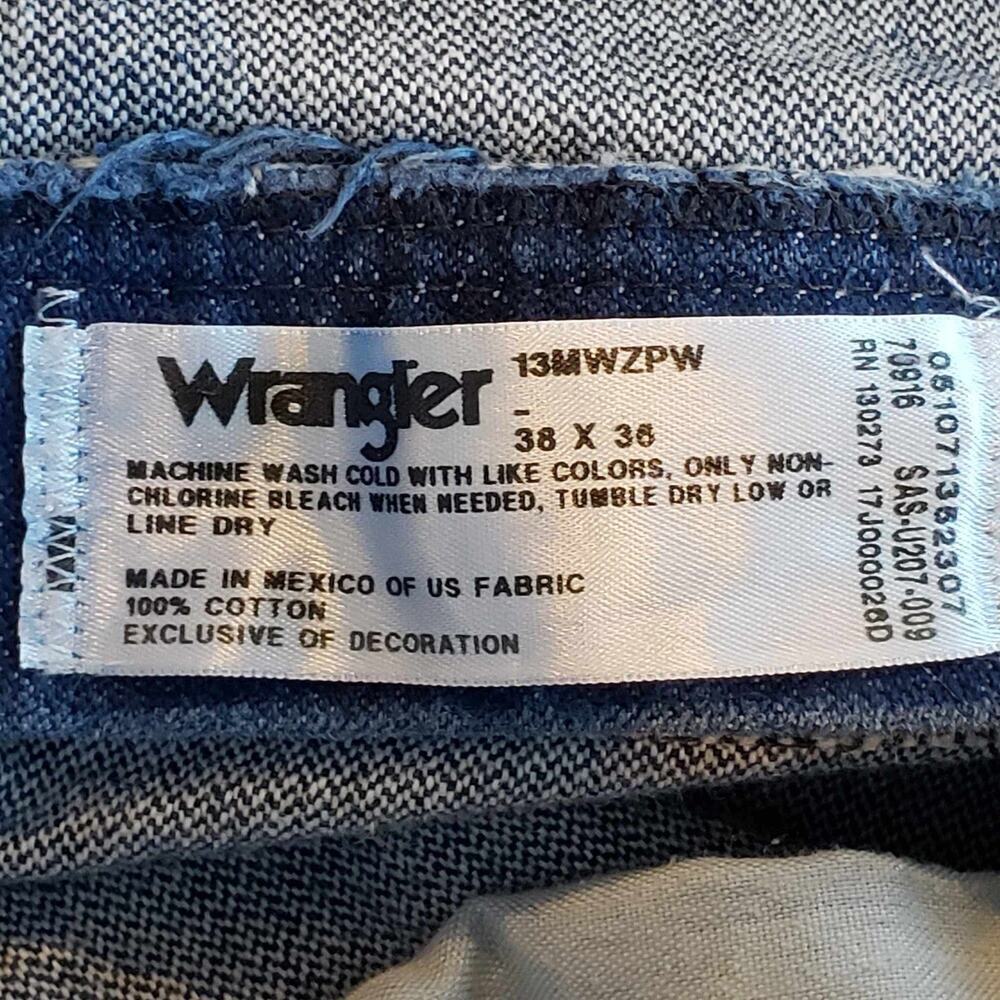 Wrangler
13MWZPW
-
38 X 36
MACHINE WASH COLD WITH LIKE COLORS, ONLY NON-
CHLORINE BLEACH WHEN NEEDED, TUMBLE DRY LOW OR
LINE DRY
MADE IN MEXICO OF US FABRIC
100% COTTON
EXCLUSIVE OF DECORATION
051071382307
70916 SAS-U207-009
RN 130273 17J000026D